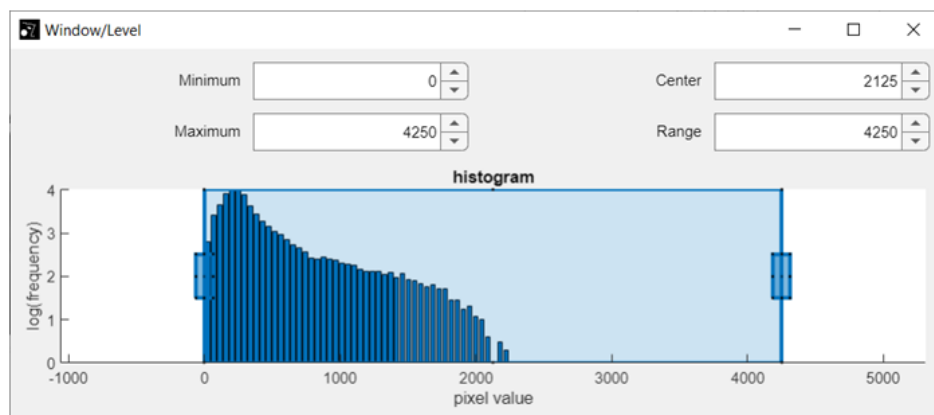 Window/Level
Minimum 0 Center 2125
Maximum 4250 Range 4250
histogram
log(frequency)
4
3
2
1
0
-1000 0 1000 2000 3000 4000 5000
pixel value